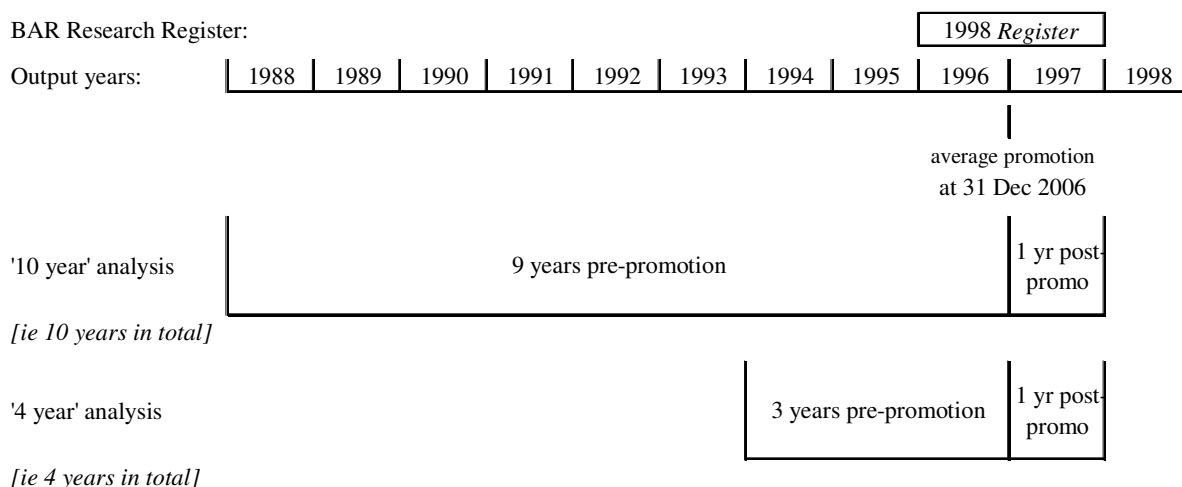 BAR Research Register: 1998 Register
Output years: 1988 1989 1990 1991 1992 1993 1994 1995 1996 1997 1998
average promotion
at 31 Dec 2006
'10 year' analysis 9 years pre-promotion 1 yr post-
promo
[ie 10 years in total]
'4 year' analysis 3 years pre-promotion 1 yr post-
promo
[ie 4 years in total]